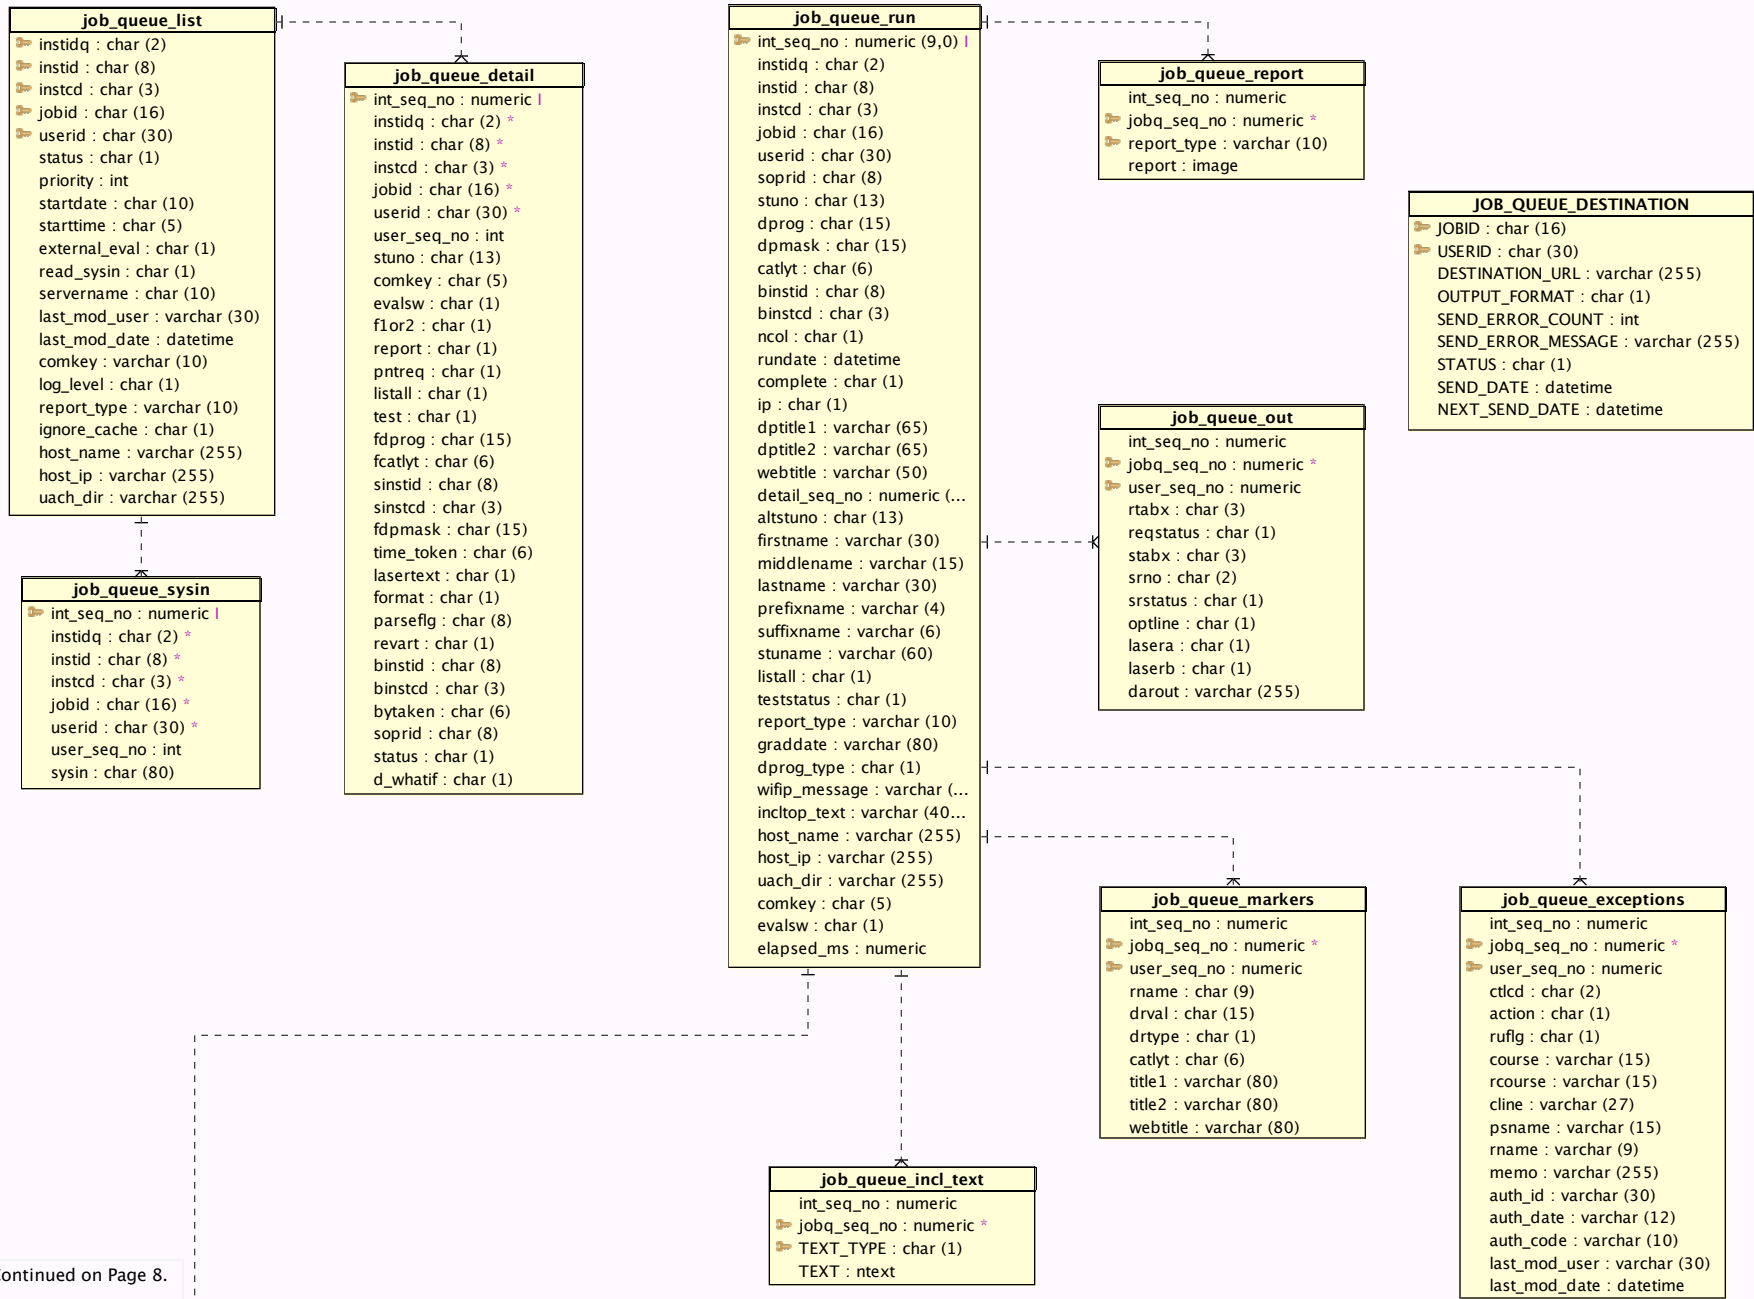 job_queue_list
instidq : char (2)
instid : char (8)
instcd : char (3)
jobid : char (16)
userid : char (30)
status : char (1)
priority : int
startdate : char (10)
starttime : char (5)
external_eval : char (1)
read_sysin : char (1)
servername : char (10)
last_mod_user : varchar (30)
last_mod_date : datetime
comkey : varchar (10)
log_level : char (1)
report_type : varchar (10)
ignore_cache : char (1)
host_name : varchar (255)
host_ip : varchar (255)
uach_dir : varchar (255)
job_queue_sysin
int_seq_no : numeric I
instidq : char (2) *
instid : char (8) *
instcd : char (3) *
jobid : char (16) *
userid : char (30) *
user_seq_no : int
sysin : char (80)
job_queue_detail
int_seq_no : numeric I
instidq : char (2) *
instid : char (8) *
instcd : char (3) *
jobid : char (16) *
userid : char (30) *
user_seq_no : int
stuno : char (13)
comkey : char (5)
evalsw : char (1)
f1or2 : char (1)
report : char (1)
pntreq : char (1)
listall : char (1)
test : char (1)
fdprog : char (15)
fcatlyt : char (6)
sinstid : char (8)
sinstcd : char (3)
fdpmask : char (15)
time_token : char (6)
lasertext : char (1)
format : char (1)
parseflg : char (8)
revart : char (1)
binstid : char (8)
binstcd : char (3)
bytaken : char (6)
soprid : char (8)
status : char (1)
d_whatif : char (1)
job_queue_run
int_seq_no : numeric (9,0) I
instidq : char (2)
instid : char (8)
instcd : char (3)
jobid : char (16)
userid : char (30)
soprid : char (8)
stuno : char (13)
dprog : char (15)
dpmask : char (15)
catlyt : char (6)
binstid : char (8)
binstcd : char (3)
ncol : char (1)
rundate : datetime
complete : char (1)
ip : char (1)
dptitle1 : varchar (65)
dptitle2 : varchar (65)
webtitle : varchar (50)
detail_seq_no : numeric (...
altstuno : char (13)
firstname : varchar (30)
middlename : varchar (15)
lastname : varchar (30)
prefixname : varchar (4)
suffixname : varchar (6)
stuname : varchar (60)
listall : char (1)
teststatus : char (1)
report_type : varchar (10)
graddate : varchar (80)
dprog_type : char (1)
wifip_message : varchar (...
incltop_text : varchar (40...
host_name : varchar (255)
host_ip : varchar (255)
uach_dir : varchar (255)
comkey : char (5)
evalsw : char (1)
elapsed_ms : numeric
job_queue_report
int_seq_no : numeric
jobq_seq_no : numeric *
report_type : varchar (10)
report : image
JOB_QUEUE_DESTINATION
JOBID : char (16)
USERID : char (30)
DESTINATION_URL : varchar (255)
OUTPUT_FORMAT : char (1)
SEND_ERROR_COUNT : int
SEND_ERROR_MESSAGE : varchar (255)
STATUS : char (1)
SEND_DATE : datetime
NEXT_SEND_DATE : datetime
job_queue_out
int_seq_no : numeric
jobq_seq_no : numeric *
user_seq_no : numeric
rtabx : char (3)
reqstatus : char (1)
stabx : char (3)
srno : char (2)
srstatus : char (1)
optline : char (1)
lasera : char (1)
laserb : char (1)
darout : varchar (255)
job_queue_markers
int_seq_no : numeric
jobq_seq_no : numeric *
user_seq_no : numeric
rname : char (9)
drval : char (15)
drtype : char (1)
catlyt : char (6)
title1 : varchar (80)
title2 : varchar (80)
webtitle : varchar (80)
job_queue_exceptions
int_seq_no : numeric
jobq_seq_no : numeric *
user_seq_no : numeric
ctlcd : char (2)
action : char (1)
ruflg : char (1)
course : varchar (15)
rcourse : varchar (15)
cline : varchar (27)
psname : varchar (15)
rname : varchar (9)
memo : varchar (255)
auth_id : varchar (30)
auth_date : varchar (12)
auth_code : varchar (10)
last_mod_user : varchar (30)
last_mod_date : datetime
job_queue_incl_text
int_seq_no : numeric
jobq_seq_no : numeric *
TEXT_TYPE : char (1)
TEXT : ntext
ontinued on Page 8.